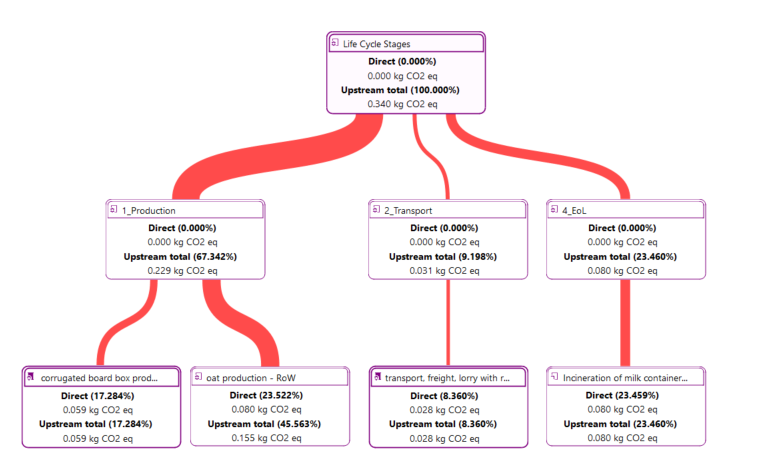 Life Cycle Stages
Direct (0.000%)
0.000 kg CO2 eq
Upstream total (100.000%)
0.340 kg CO2 eq
1_Production
Direct (0.000%)
0.000 kg CO2 eq
Upstream total (67.342%)
0.229 kg CO2 eq
2_Transport
Direct (0.000%)
0.000 kg CO2 eq
Upstream total (9.198%)
0.031 kg CO2 eq
4_EoL
Direct (0.000%)
0.000 kg CO2 eq
Upstream total (23.460%)
0.080 kg CO2 eq
corrugated board box prod...
Direct (17.284%)
0.059 kg CO2 eq
Upstream total (17.284%)
0.059 kg CO2 eq
oat production - RoW
Direct (23.522%)
0.080 kg CO2 eq
Upstream total (45.563%)
0.155 kg CO2 eq
transport, freight, lorry with r...
Direct (8.360%)
0.028 kg CO2 eq
Upstream total (8.360%)
0.028 kg CO2 eq
Incineration of milk container...
Direct (23.459%)
0.080 kg CO2 eq
Upstream total (23.460%)
0.080 kg CO2 eq